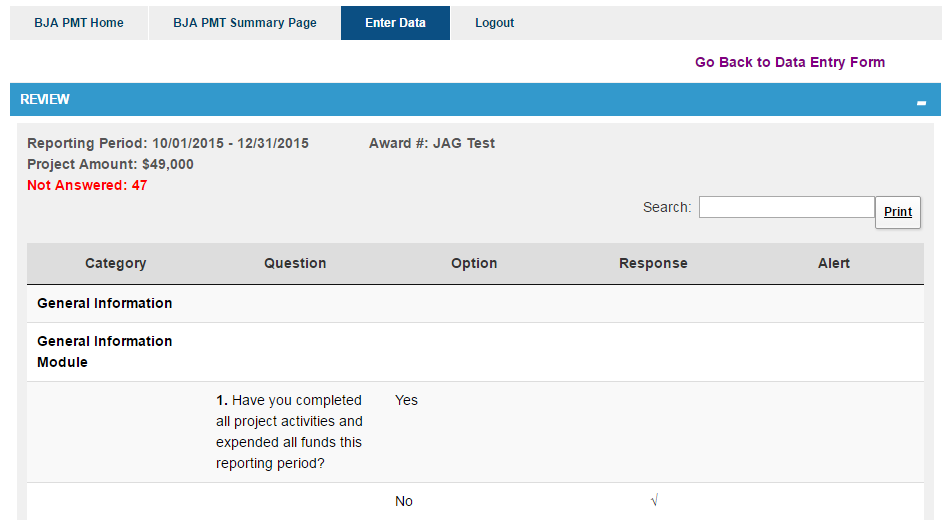 BJA PMT Home BJA PMT Summary Page Enter Data Logout
Go Back to Data Entry Form
REVIEW
Reporting Period: 10/01/2015 - 12/31/2015 Award #: JAG Test
Project Amount: $49,000
Not Answered: 47
Search: Print
Category Question Option Response Alert
General Information
General Information
Module
1. Have you completed Yes
all project activities and
expended all funds this
reporting period?
No √